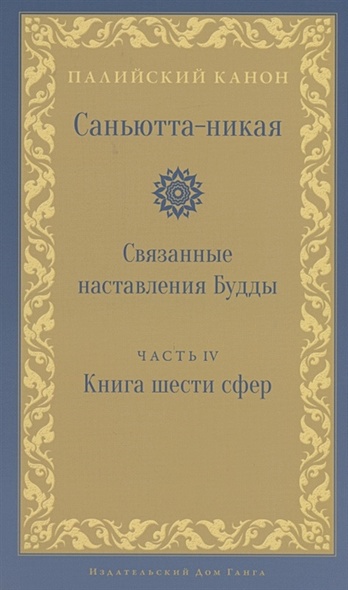 ПАЛИЙСКИЙ КАНОН
Саньютта-никая
Связанные
наставления Будды
ЧАСТЬ IV
Книга шести сфер
Издательский Дом Ганга